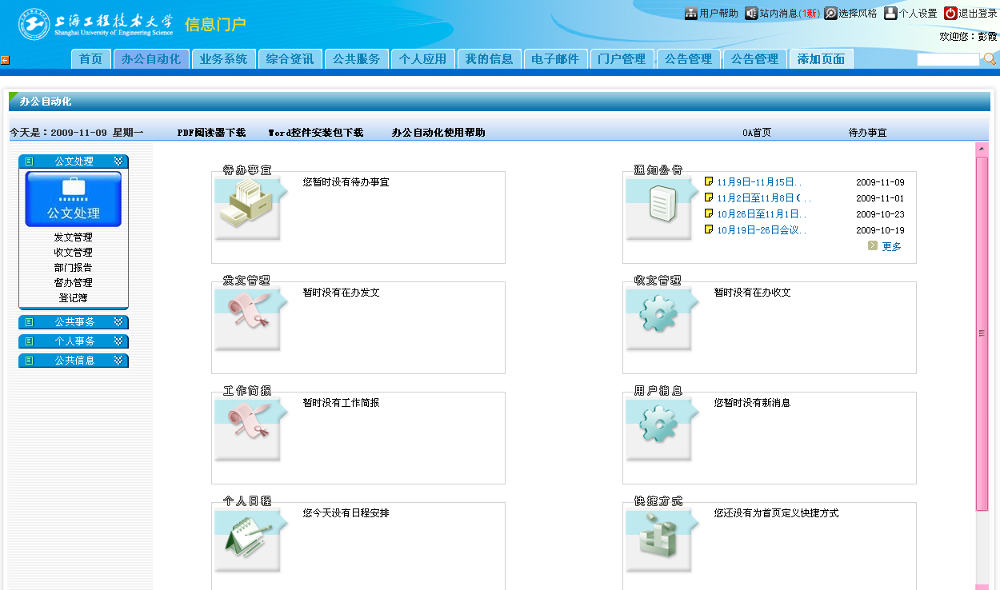 上海工程技术大学
Shanghai University of Engineering Science
信息门户
用户帮助 站内消息(1新) 选择风格 个人设置 退出登录
欢迎您：彭霞
首页 办公自动化 业务系统 综合资讯 公共服务 个人应用 我的信息 电子邮件 门户管理 公告管理 公告管理 添加页面
办公自动化
今天是：2009-11-09 星期一 PDF阅读器下载 Word控件安装包下载 办公自动化使用帮助 OA首页 待办事宜
公文处理
公文处理
发文管理
收文管理
部门报告
督办管理
登记簿
公共事务
个人事务
公共信息
待办事宜
您暂时没有待办事宜
通知公告
11月9日-11月15日.. 2009-11-09
11月2日至11月8日(... 2009-11-01
10月26日至11月1日.. 2009-10-23
10月19日-26日会议.. 2009-10-19
更多
发文管理
暂时没有在办发文
收文管理
暂时没有在办收文
工作简报
暂时没有工作简报
用户消息
您暂时没有新消息
个人日程
您今天没有日程安排
快捷方式
您还没有为首页定义快捷方式